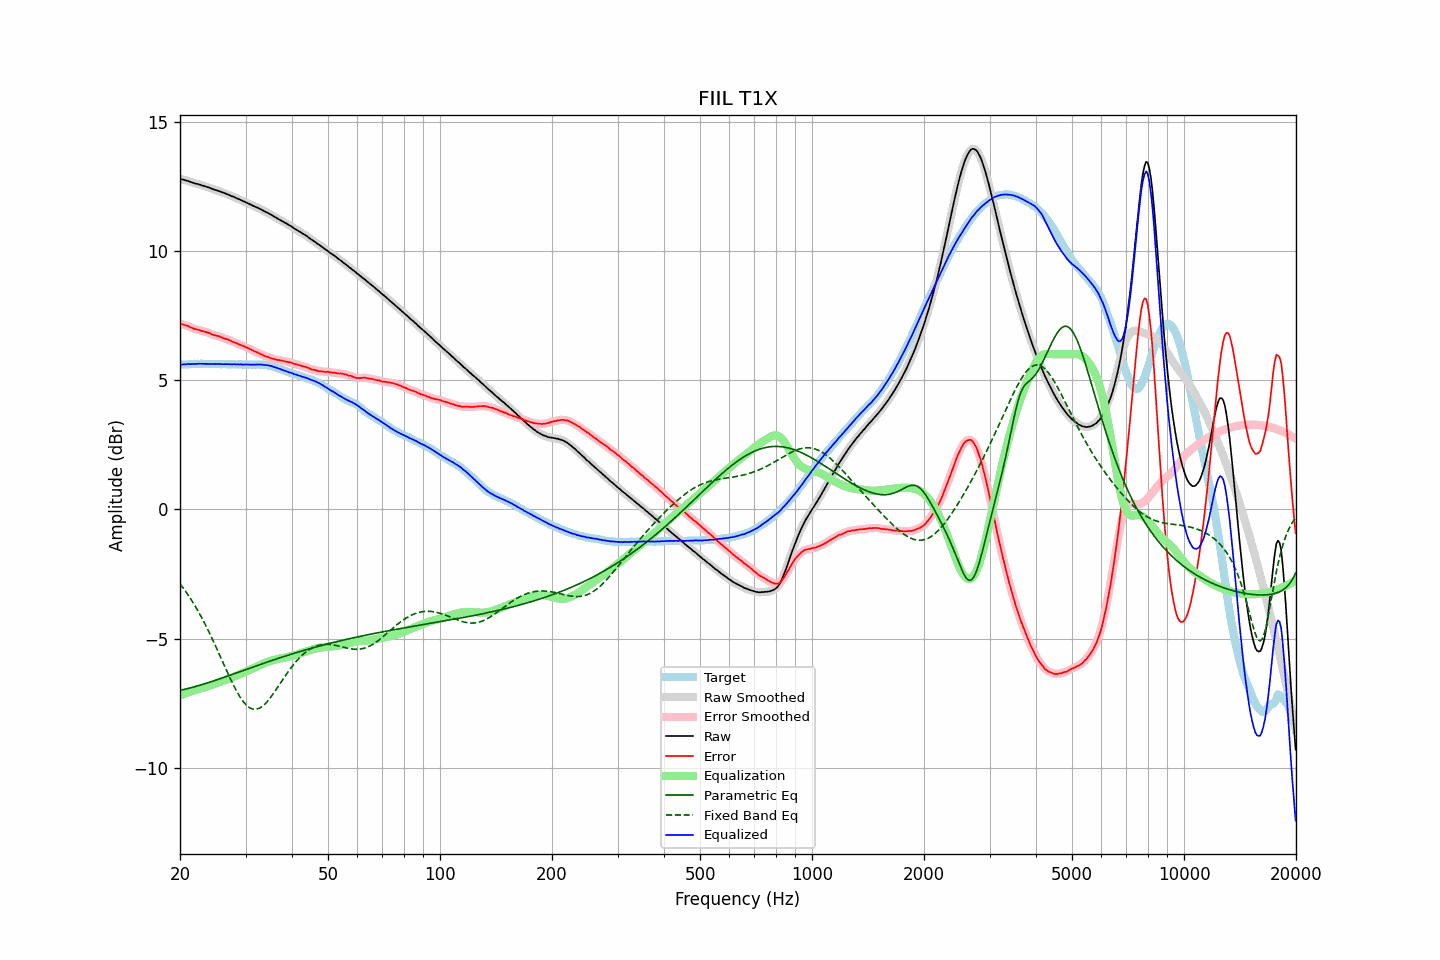 FIIL T1X
15
10
5
0
−5
−10
Amplitude (dBr)
20
50
100
200
500
1000
2000
5000
10000
20000
Frequency (Hz)
Target
Raw Smoothed
Error Smoothed
Raw
Error
Equalization
Parametric Eq
Fixed Band Eq
Equalized